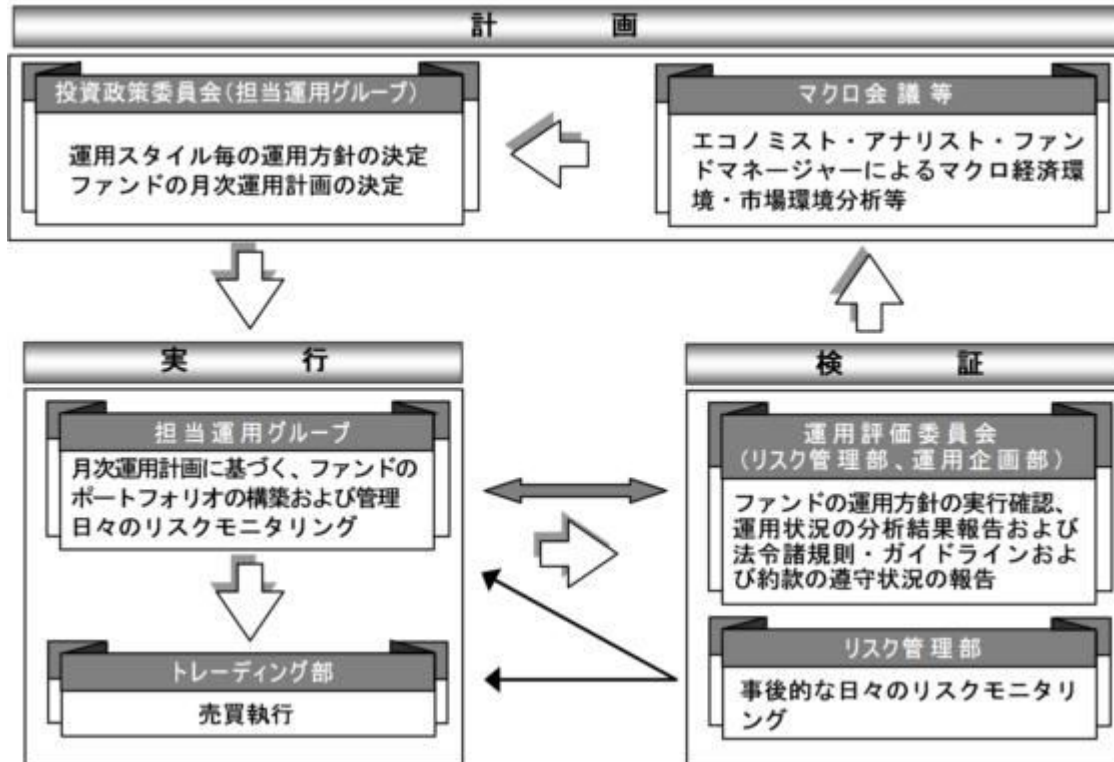 計画
投資政策委員会(担当運用グループ)
運用スタイル毎の運用方針の決定
ファンドの月次運用計画の決定
マクロ会議等
エコノミスト・アナリスト・ファン
ドマネージャーによるマクロ経済環
境・市場環境分析等
実行
担当運用グループ
月次運用計画に基づく、ファンドの
ポートフォリオの構築および管理
日々のリスクモニタリング
トレーディング部
売買執行
検証
運用評価委員会
(リスク管理部、運用企画部)
ファンドの運用方針の実行確認、
運用状況の分析結果報告および
法令諸規則・ガイドラインおよ
び約款の遵守状況の報告
リスク管理部
事後的な日々のリスクモニタリ
ング